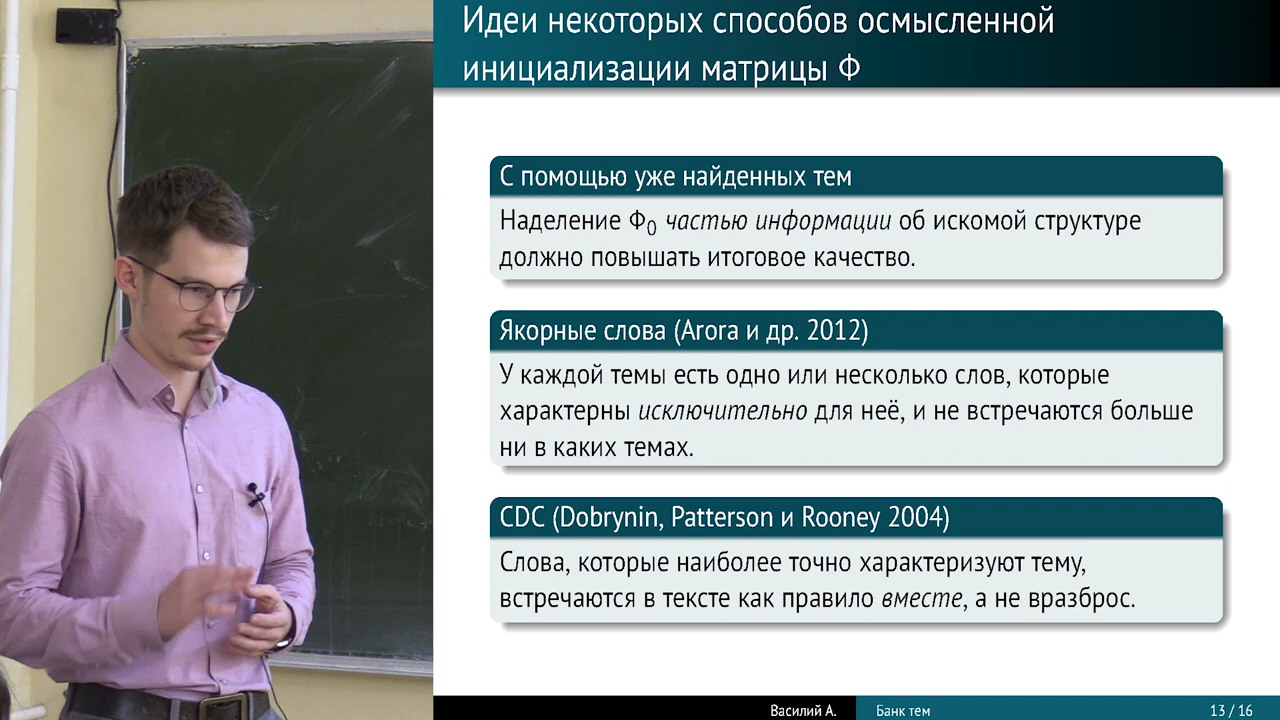 Идеи некоторых способов осмысленной
инициализации матрицы Φ
С помощью уже найденных тем
Наделение Φ₀ частью информации об искомой структуре
должно повышать итоговое качество.
Якорные слова (Arora и др. 2012)
У каждой темы есть одно или несколько слов, которые
характерны исключительно для неё, и не встречаются больше
ни в каких темах.
CDC (Dobrynin, Patterson и Rooney 2004)
Слова, которые наиболее точно характеризуют тему,
встречаются в тексте как правило вместе, а не вразброс.
Василий А. Банк тем 13 / 16